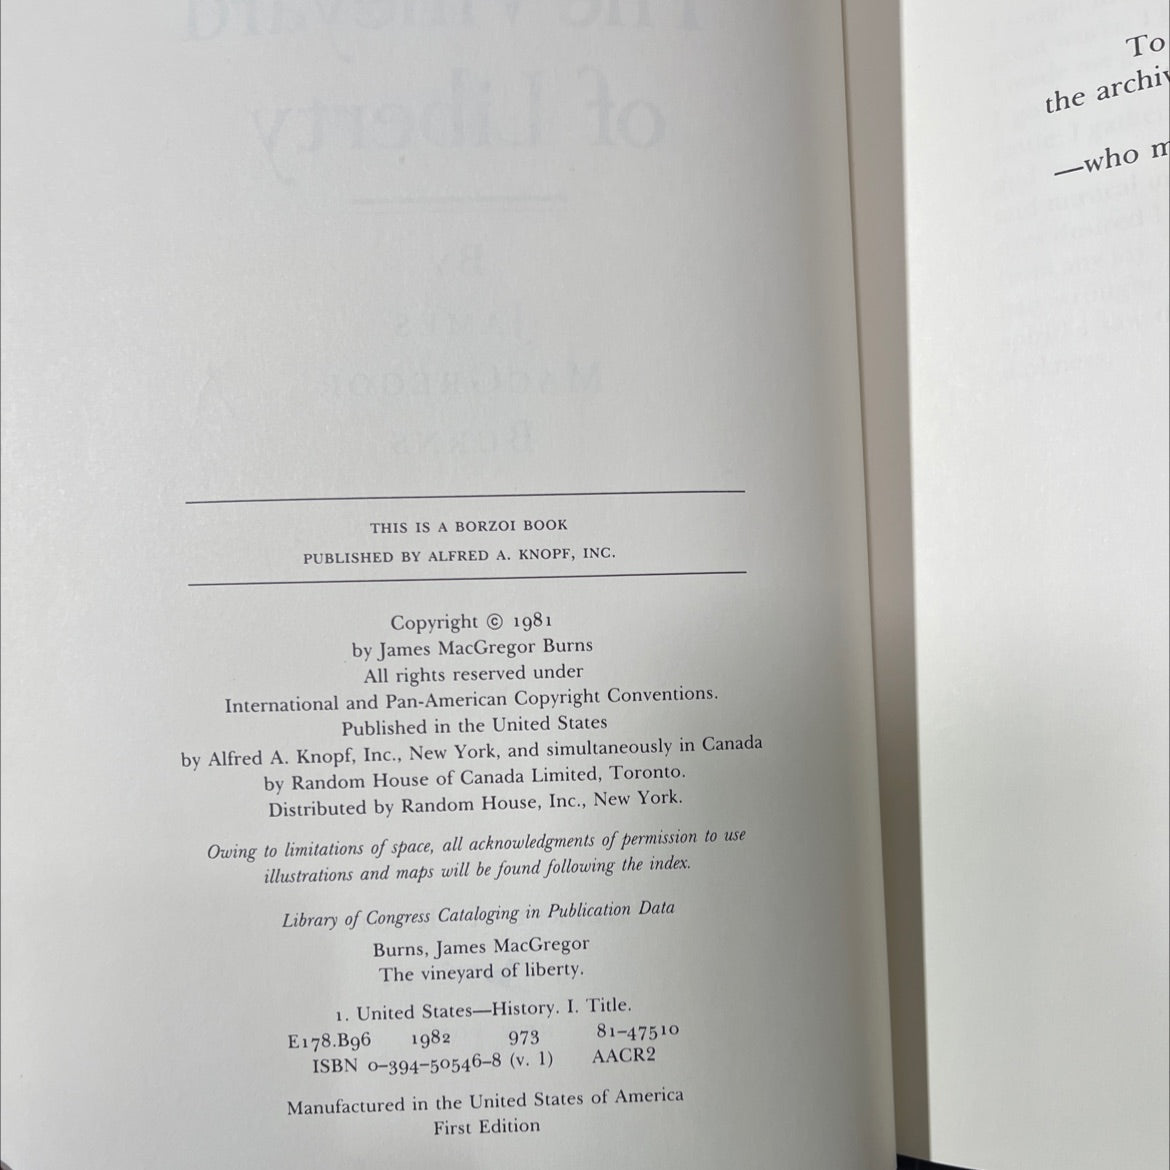 THIS IS A BORZOI BOOK
PUBLISHED BY ALFRED A. KNOPF, INC.
Copyright © 1981
by James MacGregor Burns
All rights reserved under
International and Pan-American Copyright Conventions.
Published in the United States
by Alfred A. Knopf, Inc., New York, and simultaneously in Canada
by Random House of Canada Limited, Toronto.
Distributed by Random House, Inc., New York.
Owing to limitations of space, all acknowledgments of permission to use
illustrations and maps will be found following the index.
Library of Congress Cataloging in Publication Data
Burns, James MacGregor
The vineyard of liberty.
1. United States—History. I. Title.
E178.B96 1982 973 81–47510
ISBN 0–394–50546–8 (v. 1) AACR2
Manufactured in the United States of America
First Edition
To
the archiv
—who m